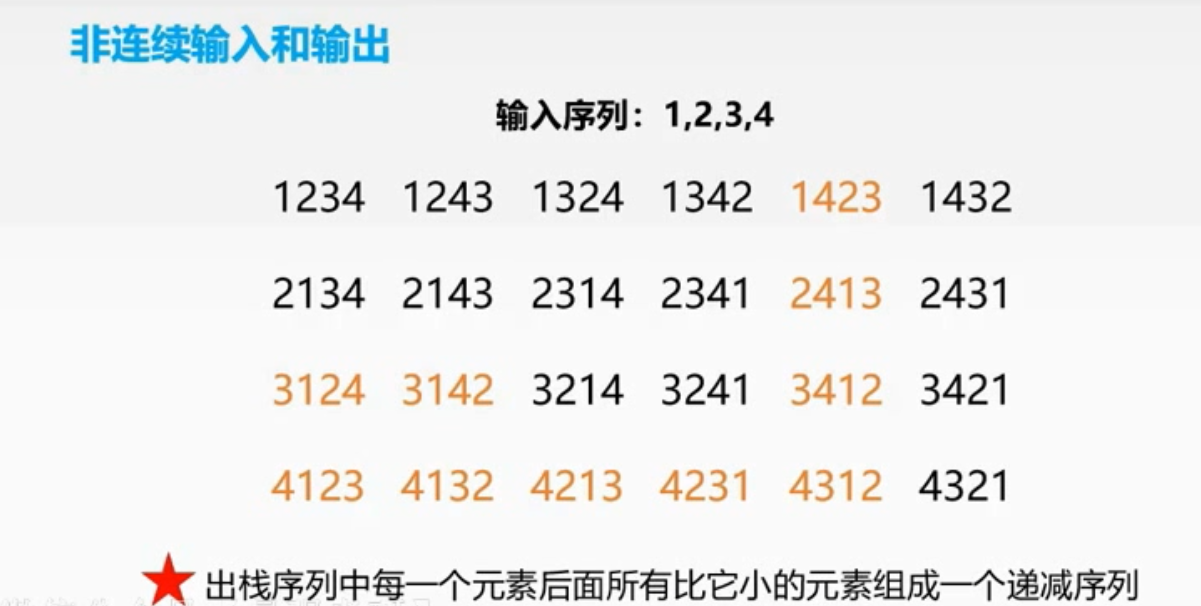 非连续输入和输出
输入序列：1,2,3,4
1234 1243 1324 1342 1423 1432
2134 2143 2314 2341 2413 2431
3124 3142 3214 3241 3412 3421
4123 4132 4213 4231 4312 4321
出栈序列中每一个元素后面所有比它小的元素组成一个递减序列